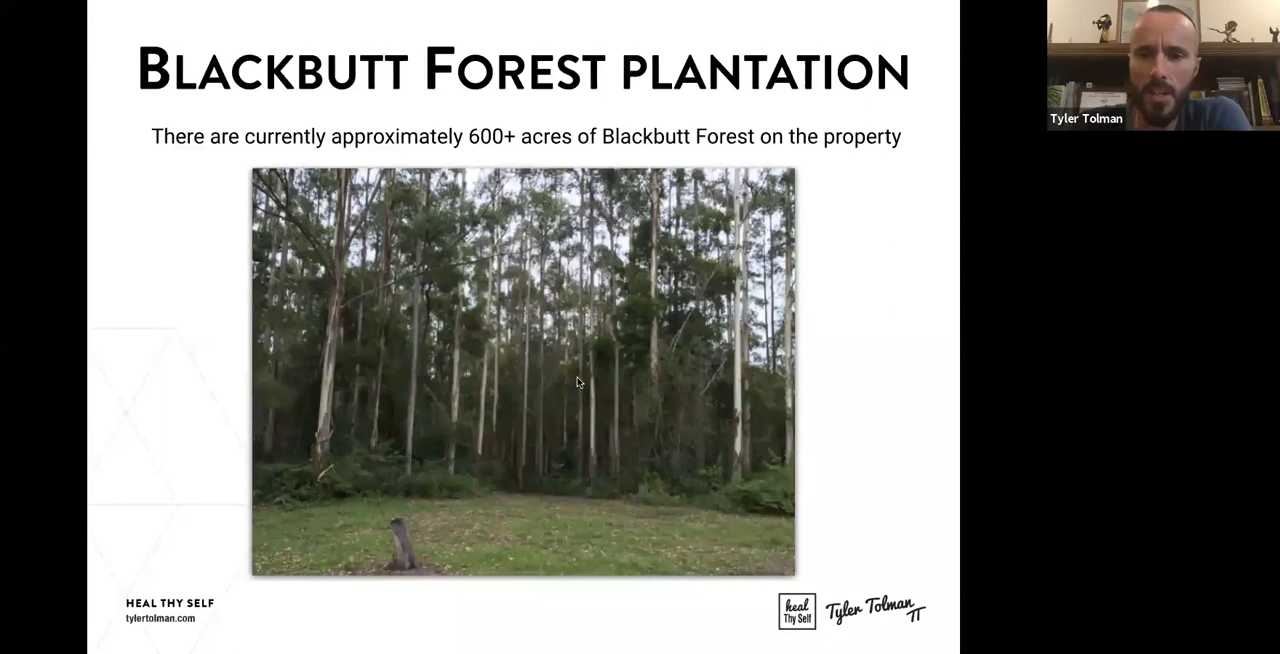 BLACKBUTT FOREST PLANTATION
There are currently approximately 600+ acres of Blackbutt Forest on the property
Tyler Tolman
HEAL THY SELF
tylertolman.com
heal
Thy Self
Tyler Tolman
TT